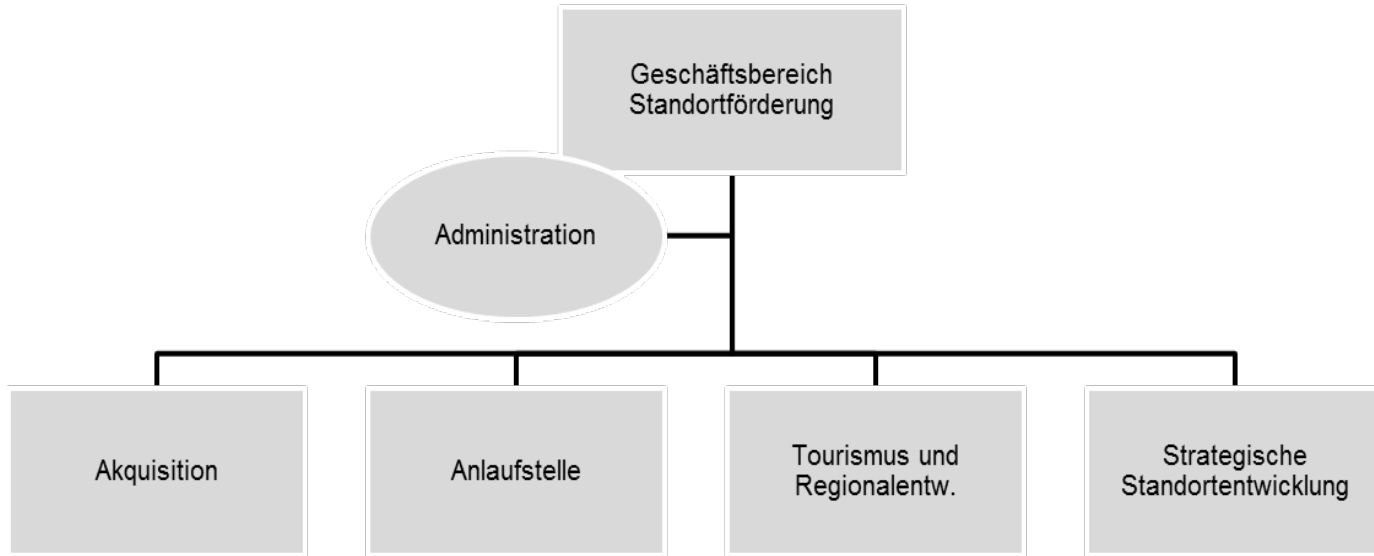 Geschäftsbereich
Standortförderung
Administration
Akquisition
Anlaufstelle
Tourismus und
Regionalentw.
Strategische
Standortentwicklung